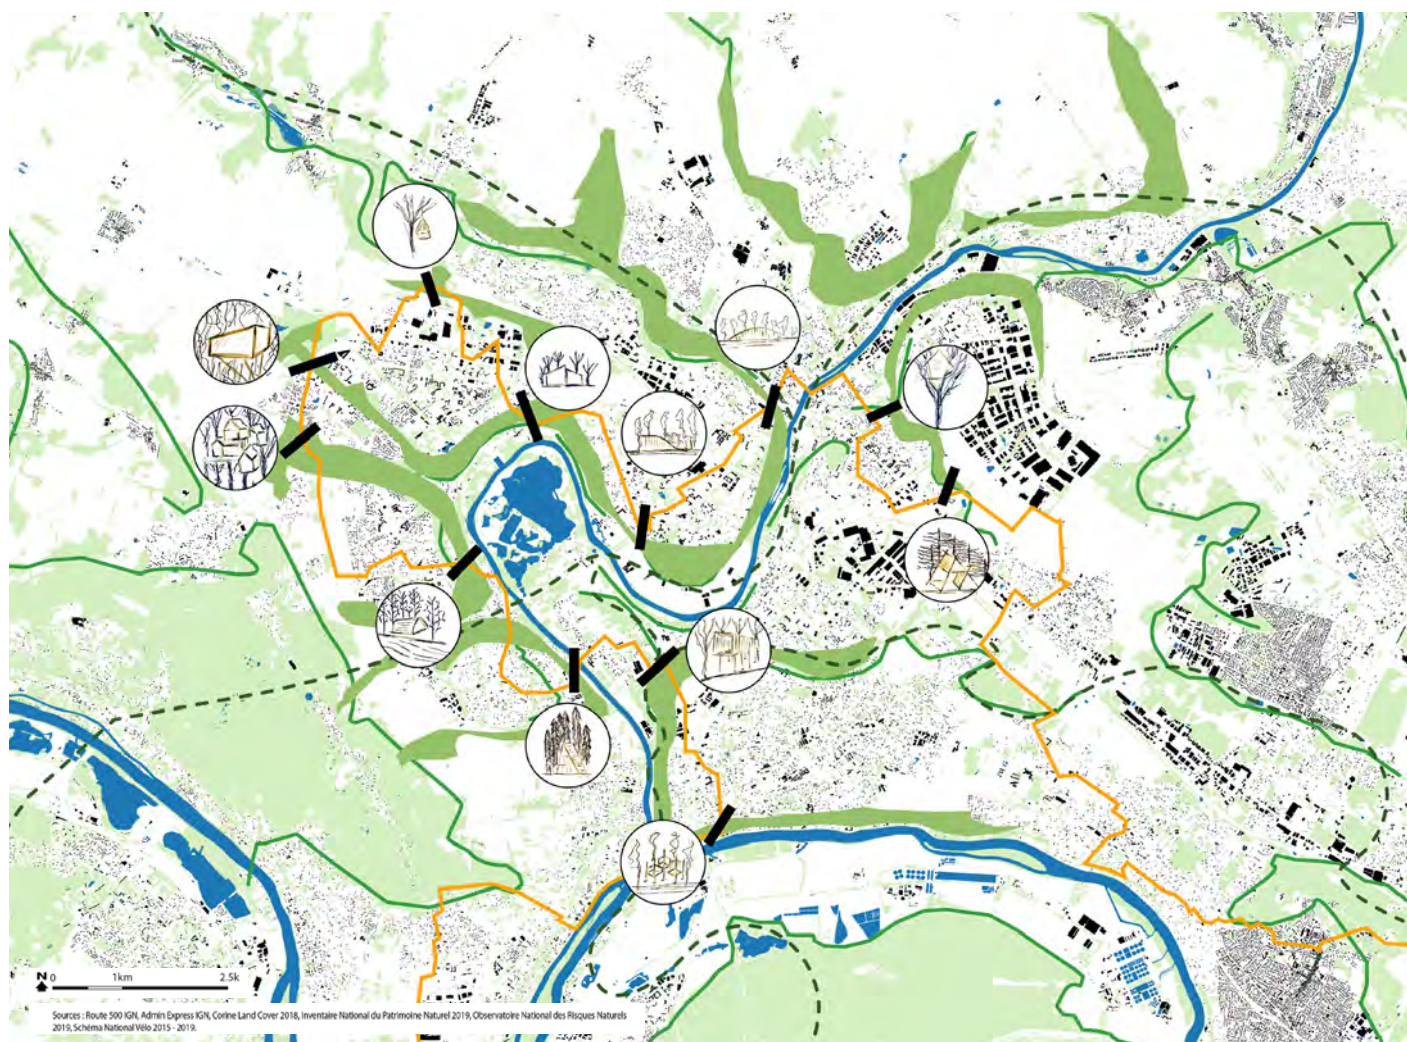 N 0 1km 2.5k
Sources : Route 500 IGN, Admin Express IGN, Corine Land Cover 2018, Inventaire National du Patrimoine Naturel 2019, Observatoire National des Risques Naturels
2019, Schéma National Vélo 2015 - 2019.